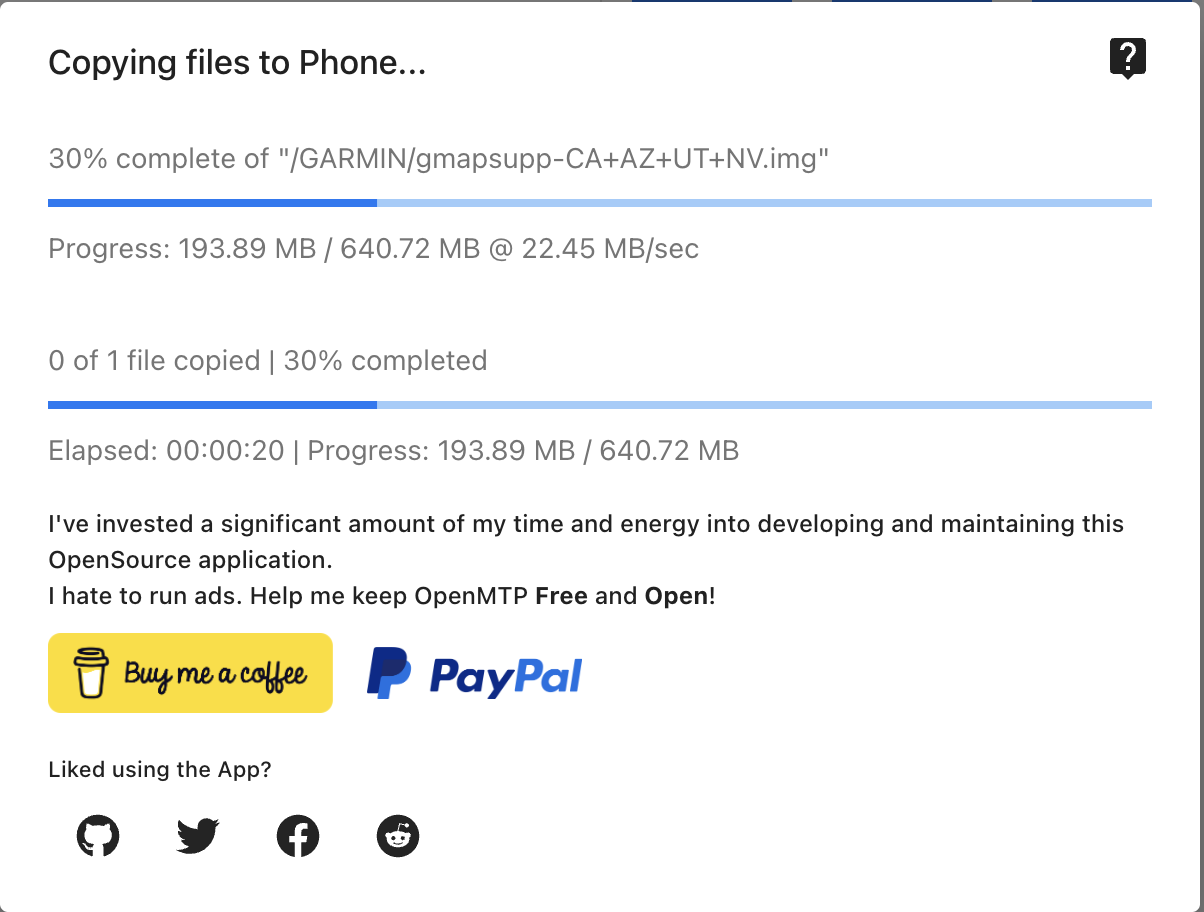 Copying files to Phone...
?
30% complete of "/GARMIN/gmapsupp-CA+AZ+UT+NV.img"
Progress: 193.89 MB / 640.72 MB @ 22.45 MB/sec
0 of 1 file copied | 30% completed
Elapsed: 00:00:20 | Progress: 193.89 MB / 640.72 MB
I've invested a significant amount of my time and energy into developing and maintaining this
OpenSource application.
I hate to run ads. Help me keep OpenMTP Free and Open!
Buy me a coffee
PayPal
Liked using the App?